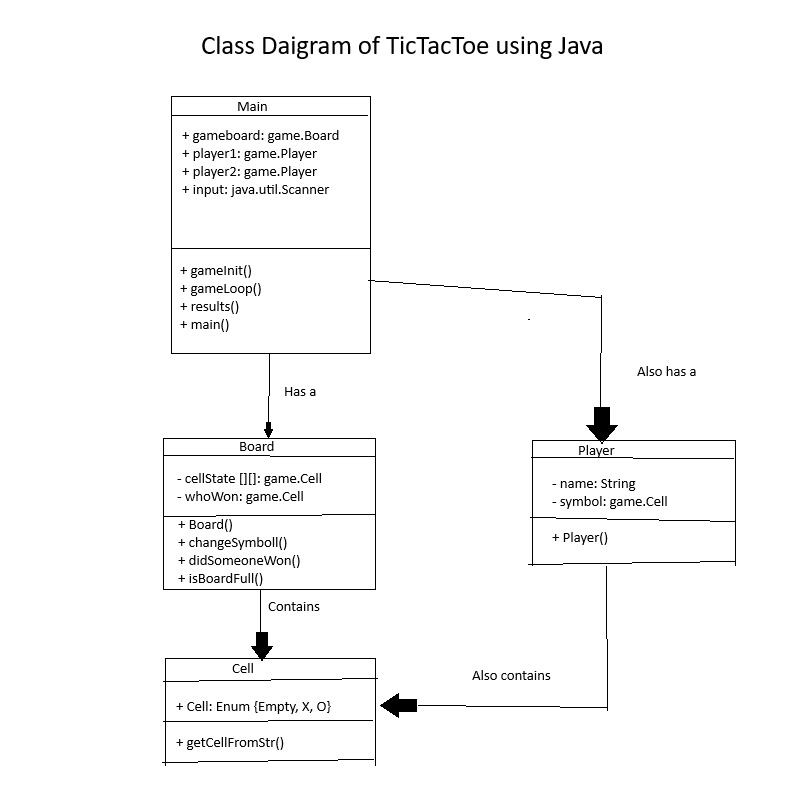 Class Daigram of TicTacToe using Java
Main
+ gameboard: game.Board
+ player1: game.Player
+ player2: game.Player
+ input: java.util.Scanner
+ gameInit()
+ gameLoop()
+ results()
+ main()
Has a
Also has a
Board
- cellState [][]: game.Cell
- whoWon: game.Cell
+ Board()
+ changeSymboll()
+ didSomeoneWon()
+ isBoardFull()
Player
- name: String
- symbol: game.Cell
+ Player()
Contains
Also contains
Cell
+ Cell: Enum {Empty, X, O}
+ getCellFromStr()